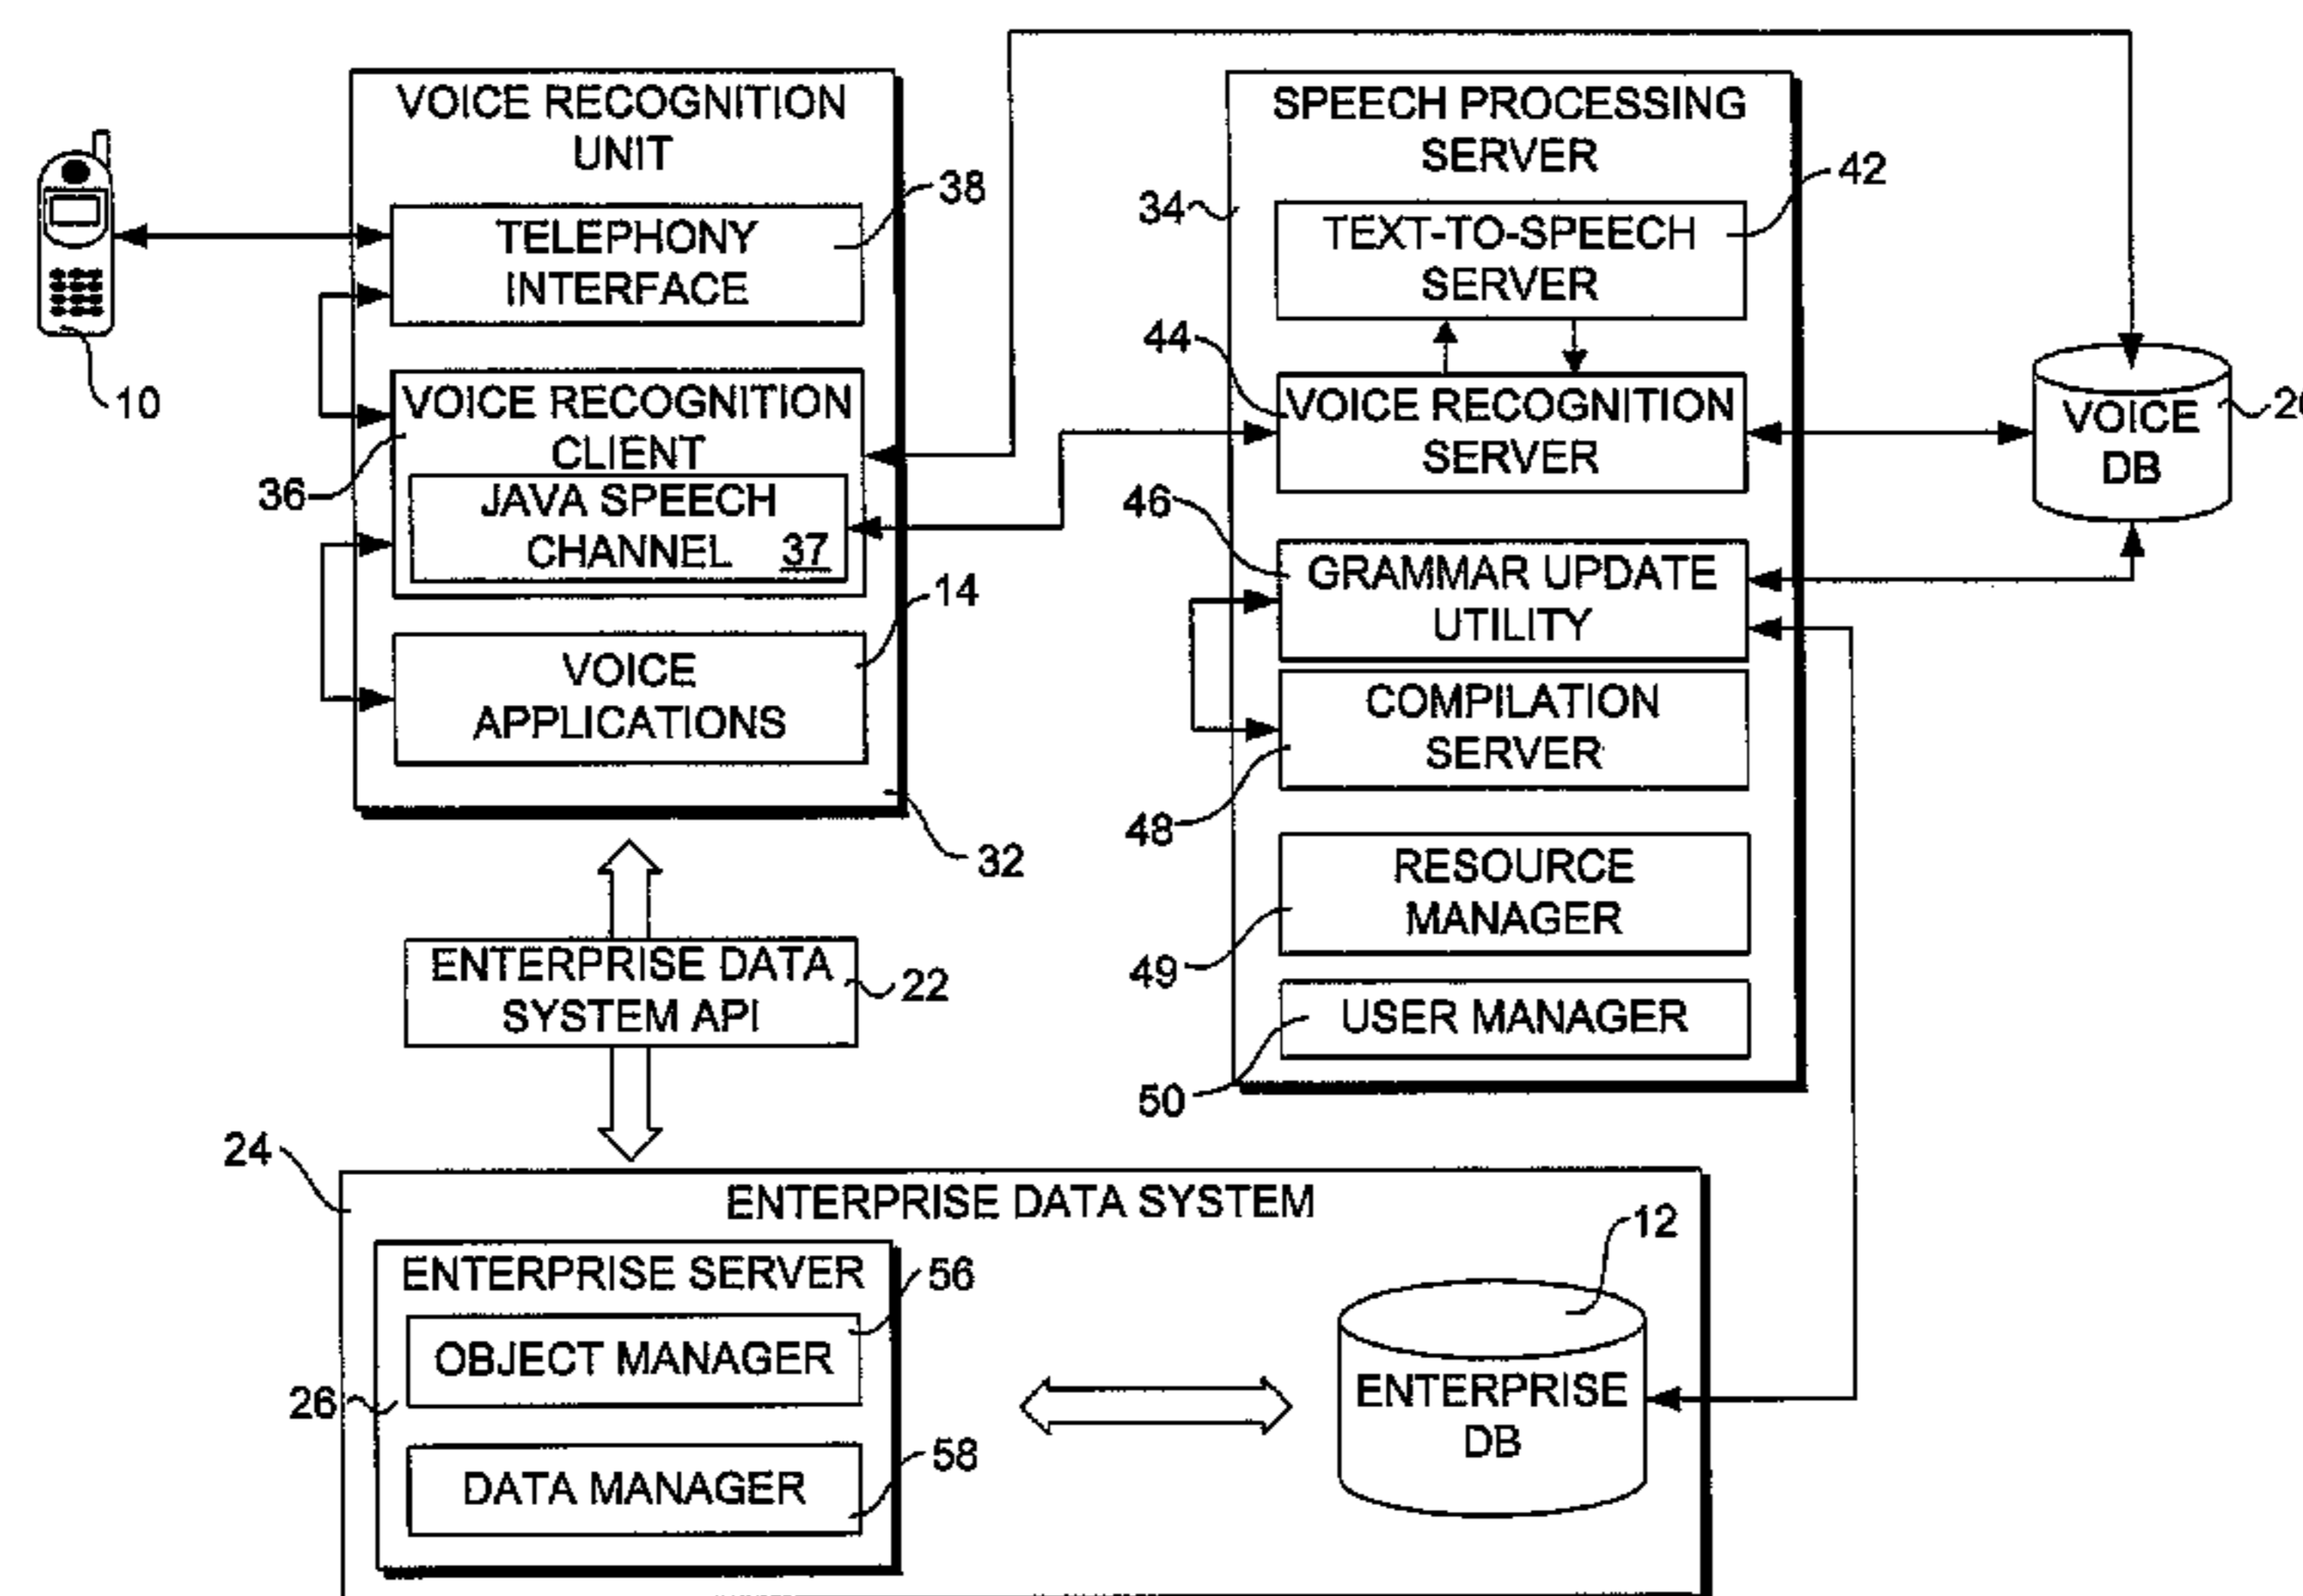 VOICE RECOGNITION
UNIT
38
TELEPHONY
INTERFACE
10
VOICE RECOGNITION
CLIENT
36
JAVA SPEECH
CHANNEL 37
14
VOICE
APPLICATIONS
32
SPEECH PROCESSING
SERVER
34
42
TEXT-TO-SPEECH
SERVER
44
VOICE RECOGNITION
SERVER
46
GRAMMAR UPDATE
UTILITY
COMPILATION
SERVER
48
RESOURCE
MANAGER
49
USER MANAGER
50
VOICE
DB
ENTERPRISE DATA
SYSTEM API
22
24
ENTERPRISE DATA SYSTEM
ENTERPRISE SERVER
56
OBJECT MANAGER
26
DATA MANAGER
58
12
ENTERPRISE
DB